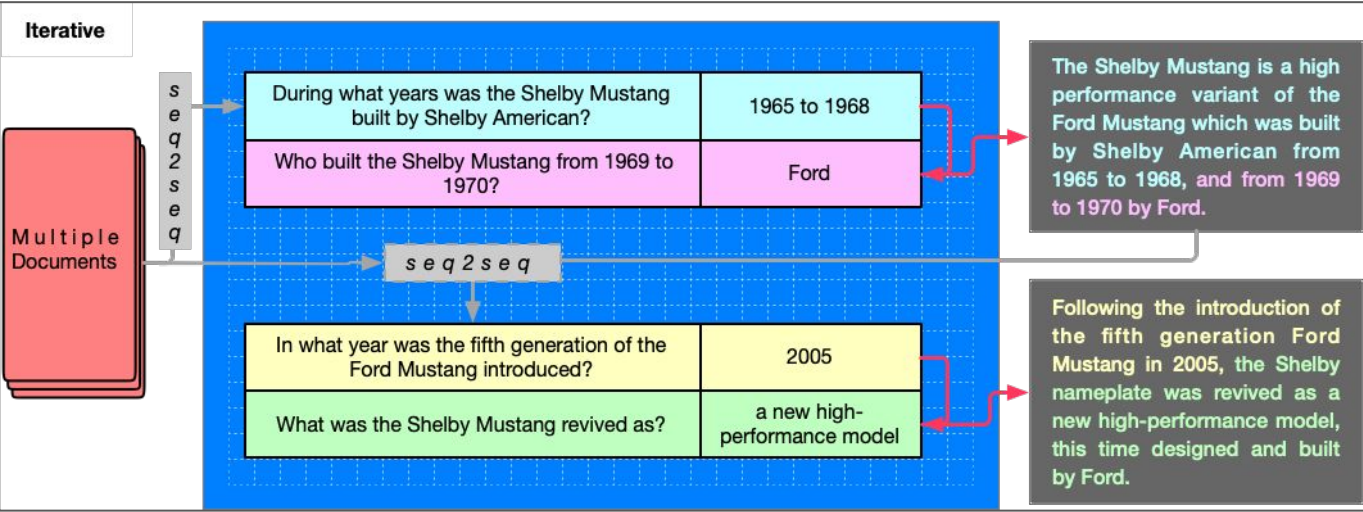 Iterative
seq2seq
Multiple
Documents
During what years was the Shelby Mustang
built by Shelby American?
1965 to 1968
Who built the Shelby Mustang from 1969 to
1970?
Ford
The Shelby Mustang is a high
performance variant of the
Ford Mustang which was built
by Shelby American from
1965 to 1968, and from 1969
to 1970 by Ford.
seq2seq
In what year was the fifth generation of the
Ford Mustang introduced?
2005
What was the Shelby Mustang revived as?
a new high-
performance model
Following the introduction of
the fifth generation Ford
Mustang in 2005, the Shelby
nameplate was revived as a
new high-performance model,
this time designed and built
by Ford.